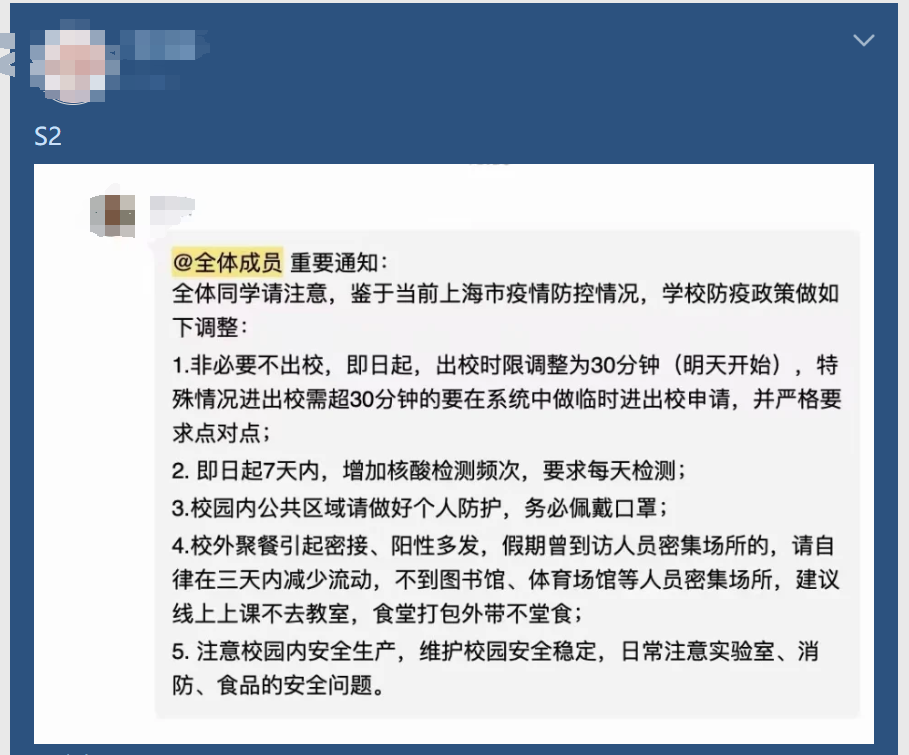 S2
@全体成员 重要通知：
全体同学请注意，鉴于当前上海市疫情防控情况，学校防疫政策做如
下调整：
1.非必要不出校，即日起，出校时限调整为30分钟（明天开始），特
殊情况进出校需超30分钟的要在系统中做临时进出校申请，并严格要
求点对点；
2. 即日起7天内，增加核酸检测频次，要求每天检测；
3.校园内公共区域请做好个人防护，务必佩戴口罩；
4.校外聚餐引起密接、阳性多发，假期曾到访人员密集场所的，请自
律在三天内减少流动，不到图书馆、体育场馆等人员密集场所，建议
线上上课不去教室，食堂打包外带不堂食；
5. 注意校园内安全生产，维护校园安全稳定，日常注意实验室、消
防、食品的安全问题。